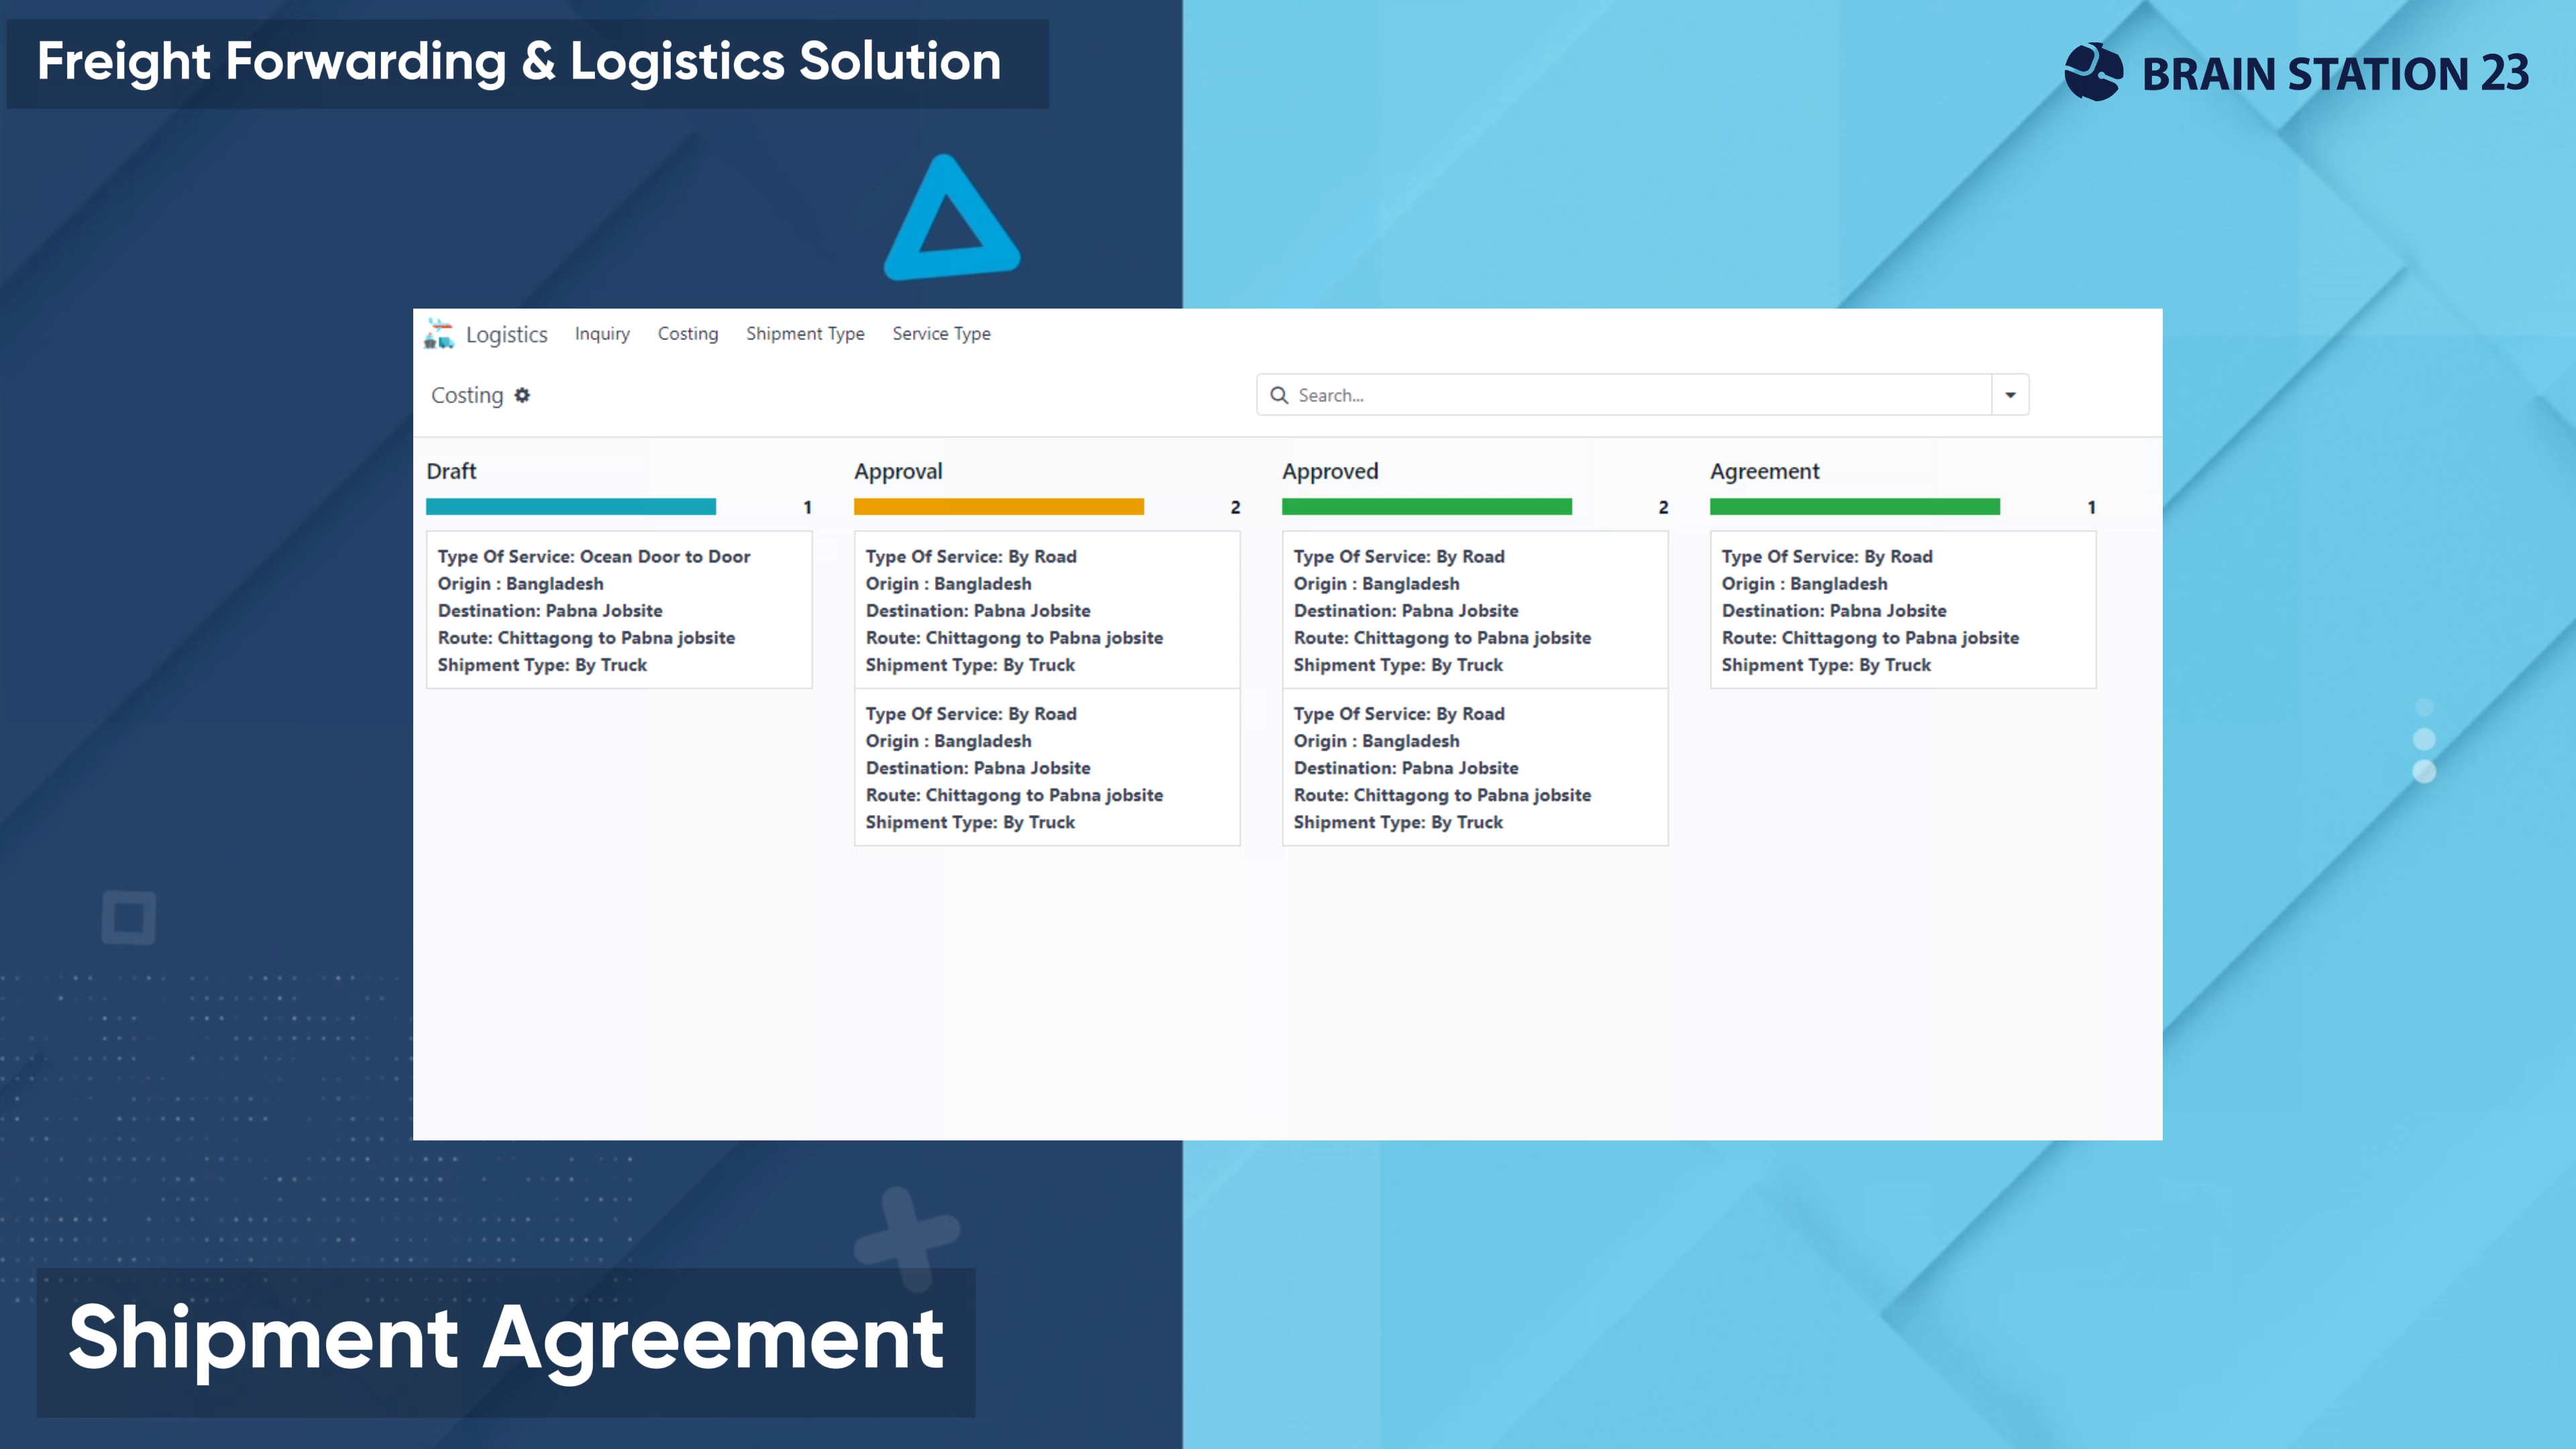 Freight Forwarding & Logistics Solution
BRAIN STATION 23
Logistics Inquiry Costing Shipment Type Service Type
Costing
Search...
Draft
1
Type Of Service: Ocean Door to Door
Origin : Bangladesh
Destination: Pabna Jobsite
Route: Chittagong to Pabna jobsite
Shipment Type: By Truck
Approval
2
Type Of Service: By Road
Origin : Bangladesh
Destination: Pabna Jobsite
Route: Chittagong to Pabna jobsite
Shipment Type: By Truck
Type Of Service: By Road
Origin : Bangladesh
Destination: Pabna Jobsite
Route: Chittagong to Pabna jobsite
Shipment Type: By Truck
Approved
2
Type Of Service: By Road
Origin : Bangladesh
Destination: Pabna Jobsite
Route: Chittagong to Pabna jobsite
Shipment Type: By Truck
Type Of Service: By Road
Origin : Bangladesh
Destination: Pabna Jobsite
Route: Chittagong to Pabna jobsite
Shipment Type: By Truck
Agreement
1
Type Of Service: By Road
Origin : Bangladesh
Destination: Pabna Jobsite
Route: Chittagong to Pabna jobsite
Shipment Type: By Truck
Shipment Agreement